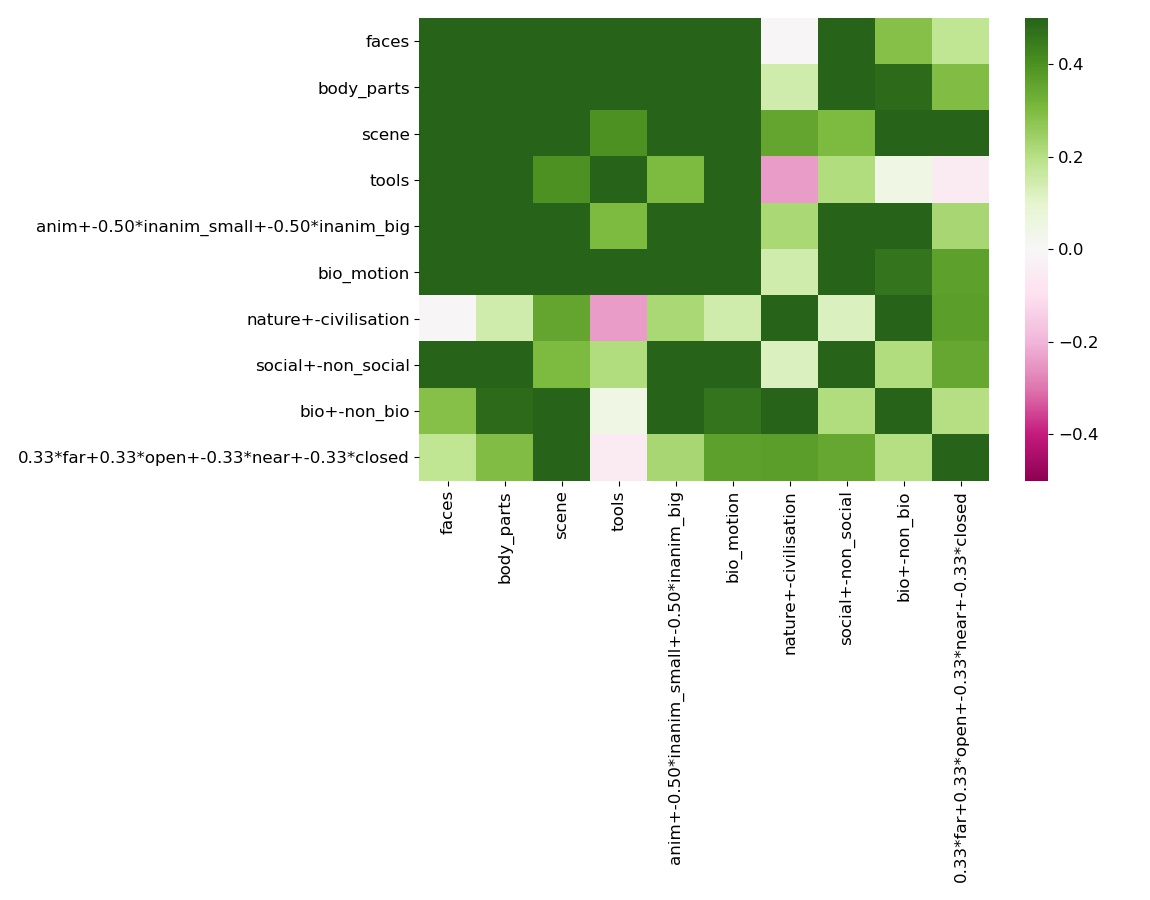 faces
body_parts
scene
tools
anim+-0.50*inanim_small+-0.50*inanim_big
bio_motion
nature+-civilisation
social+-non_social
bio+-non_bio
0.33*far+0.33*open+-0.33*near+-0.33*closed
faces
body_parts
scene
tools
anim+-0.50*inanim_small+-0.50*inanim_big
bio_motion
nature+-civilisation
social+-non_social
bio+-non_bio
0.33*far+0.33*open+-0.33*near+-0.33*closed
0.4
0.2
0.0
−0.2
−0.4